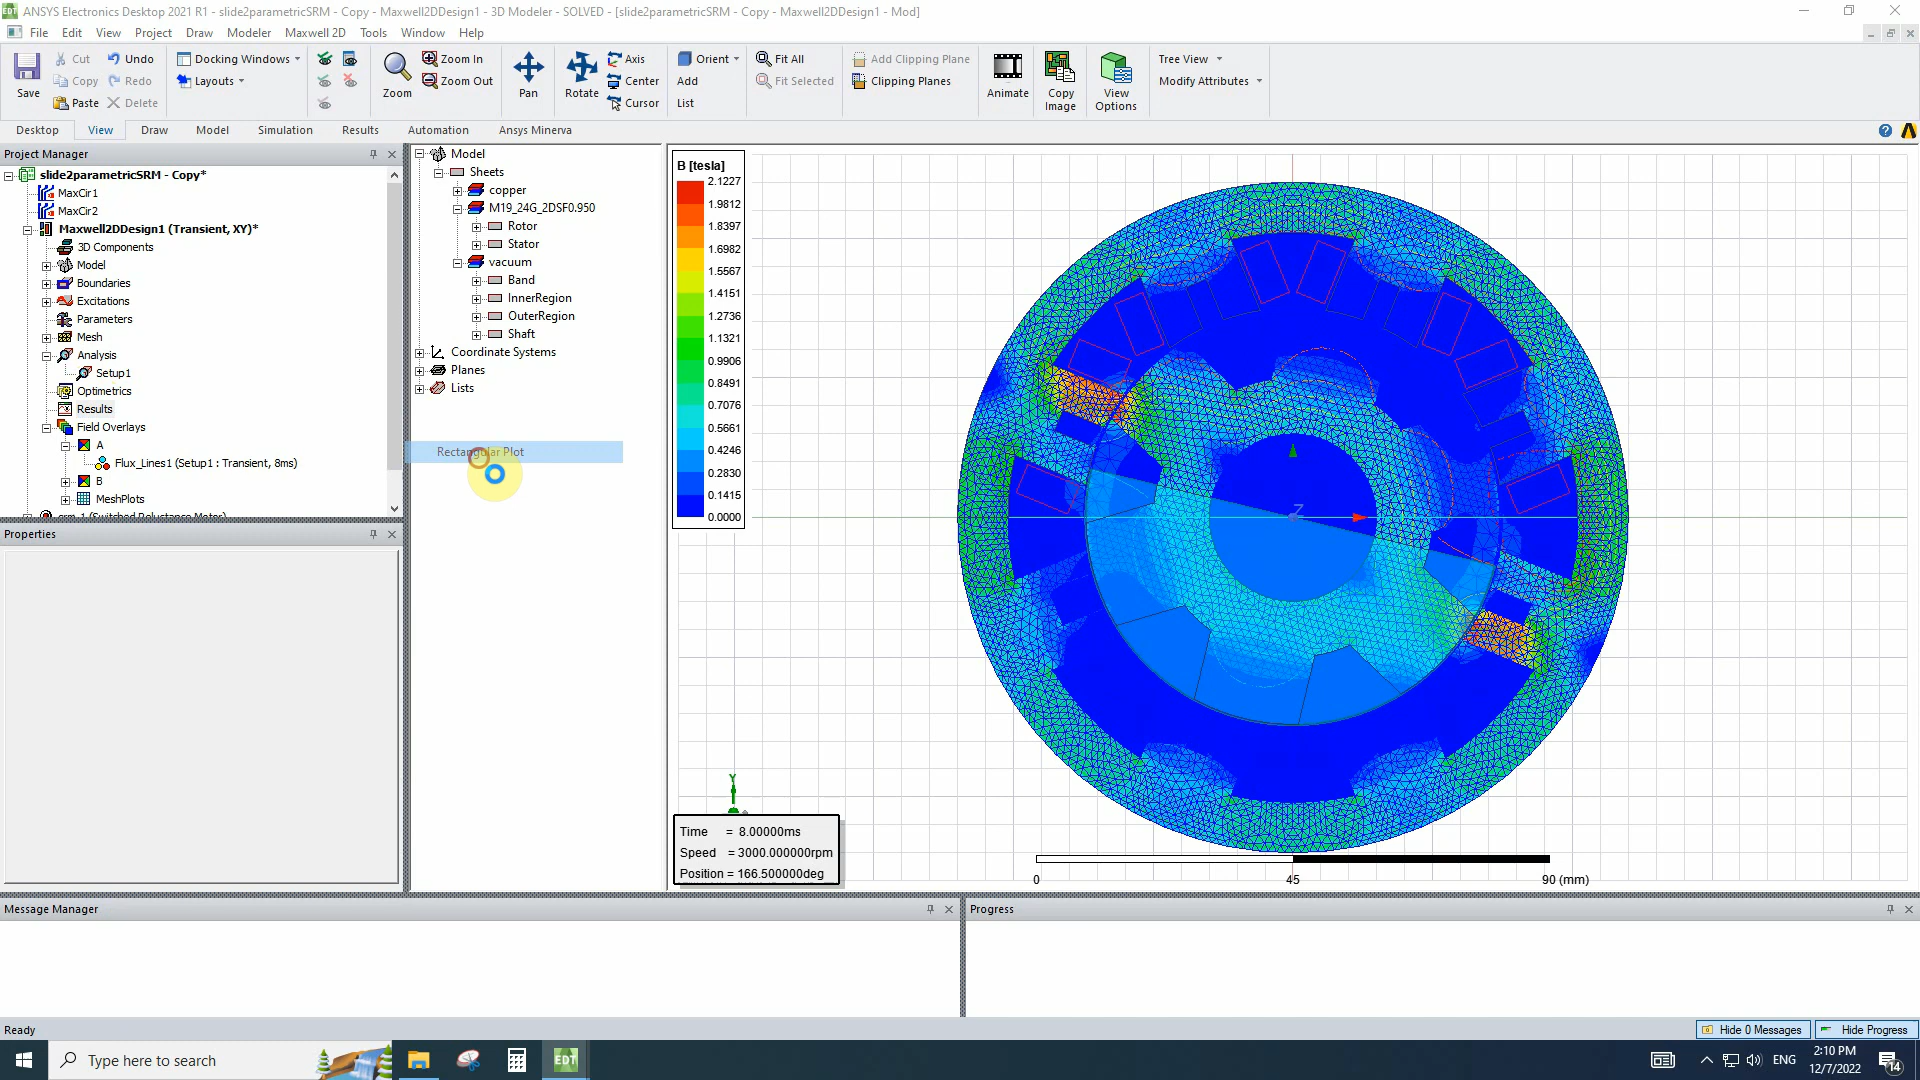 ANSYS Electronics Desktop 2021 R1 - slide2parametricSRM - Copy - Maxwell2DDesign1 - 3D Modeler - SOLVED - [slide2parametricSRM - Copy - Maxwell2DDesign1 - Mod]
File Edit View Project Draw Modeler Maxwell 2D Tools Window Help
Save
Cut
Copy
Paste
Undo
Redo
Delete
Docking Windows
Layouts
Zoom
Zoom In
Zoom Out
Pan
Rotate
Axis
Center
Cursor
Orient
Add
List
Fit All
Fit Selected
Add Clipping Plane
Clipping Planes
Animate
Copy Image
View Options
Tree View
Modify Attributes
Desktop View Draw Model Simulation Results Automation Ansys Minerva
Project Manager
slide2parametricSRM - Copy*
MaxCir1
MaxCir2
Maxwell2DDesign1 (Transient, XY)*
3D Components
Model
Boundaries
Excitations
Parameters
Mesh
Analysis
Setup1
Optimetrics
Results
Field Overlays
A
Flux_Lines1 (Setup1 : Transient, 8ms)
B
MeshPlots
srm-1 (Switched Reluctance Motor)
Properties
Model
Sheets
copper
M19_24G_2DSF0.950
Rotor
Stator
vacuum
Band
InnerRegion
OuterRegion
Shaft
Coordinate Systems
Planes
Lists
Rectangular Plot
B [tesla]
2.1227
1.9812
1.8397
1.6982
1.5567
1.4151
1.2736
1.1321
0.9906
0.8491
0.7076
0.5661
0.4246
0.2830
0.1415
0.0000
Z
Y
Time = 8.00000ms
Speed = 3000.000000rpm
Position = 166.500000deg
0 45 90 (mm)
Message Manager
Progress
Ready
Hide 0 Messages
Hide Progress
Type here to search
EDT
ENG
2:10 PM
12/7/2022
14